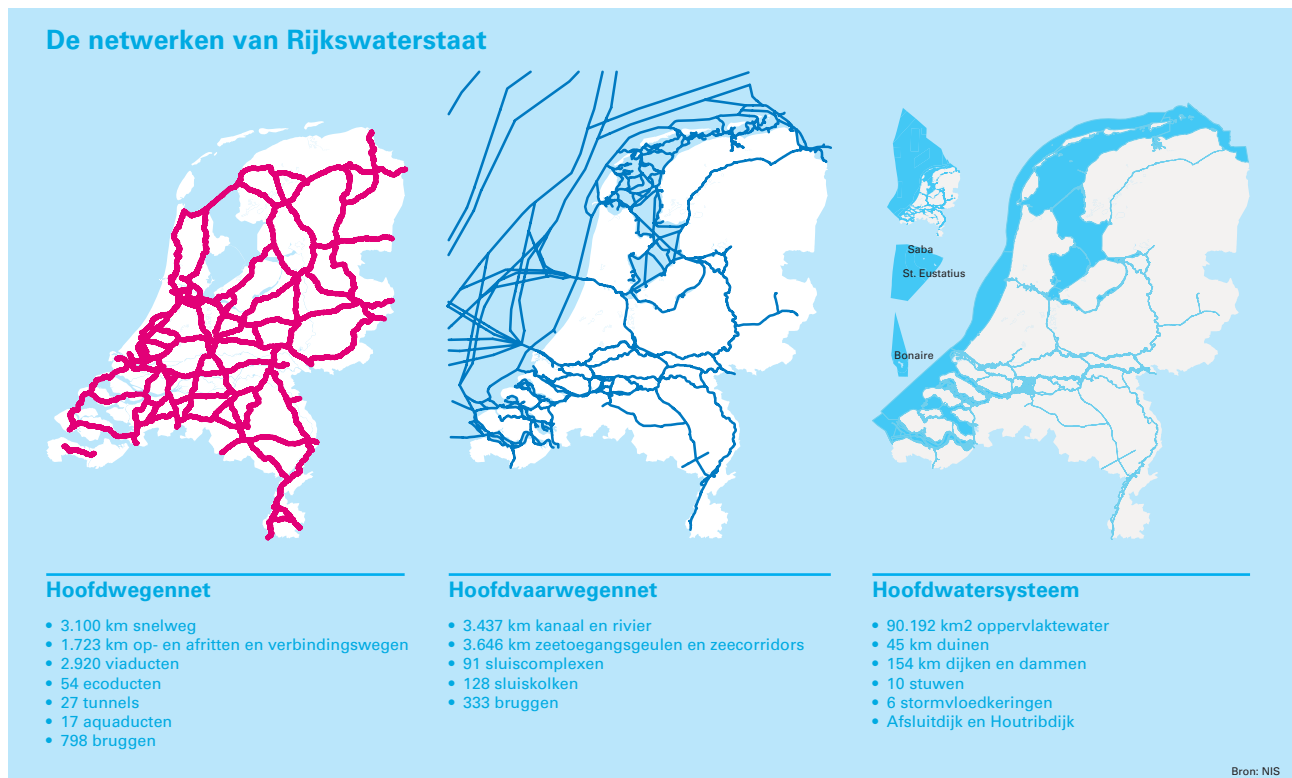 De netwerken van Rijkswaterstaat
Saba
St. Eustatius
Bonaire
Hoofdwegennet
• 3.100 km snelweg
• 1.723 km op- en afritten en verbindingswegen
• 2.920 viaducten
• 54 ecoducten
• 27 tunnels
• 17 aquaducten
• 798 bruggen
Hoofdvaarwegennet
• 3.437 km kanaal en rivier
• 3.646 km zeetoegangsgeulen en zeecorridors
• 91 sluiscomplexen
• 128 sluiskolken
• 333 bruggen
Hoofdwatersysteem
• 90.192 km2 oppervlaktewater
• 45 km duinen
• 154 km dijken en dammen
• 10 stuwen
• 6 stormvloedkeringen
• Afsluitdijk en Houtribdijk
Bron: NIS